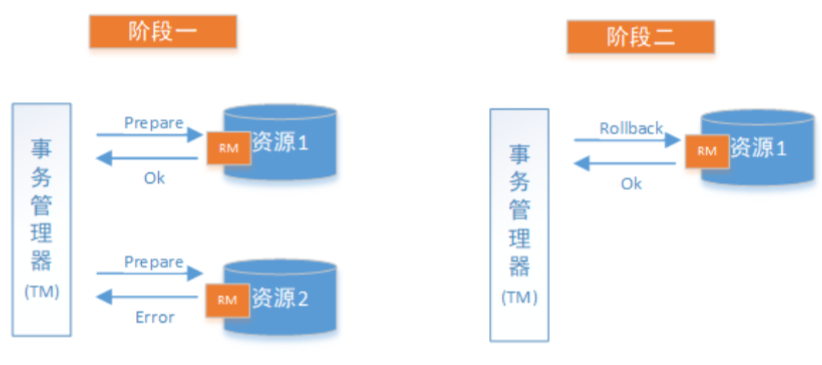 阶段一
事务管理器
(TM)
Prepare
Ok
RM
资源1
Prepare
Error
RM
资源2
阶段二
事务管理器
(TM)
Rollback
Ok
RM
资源1